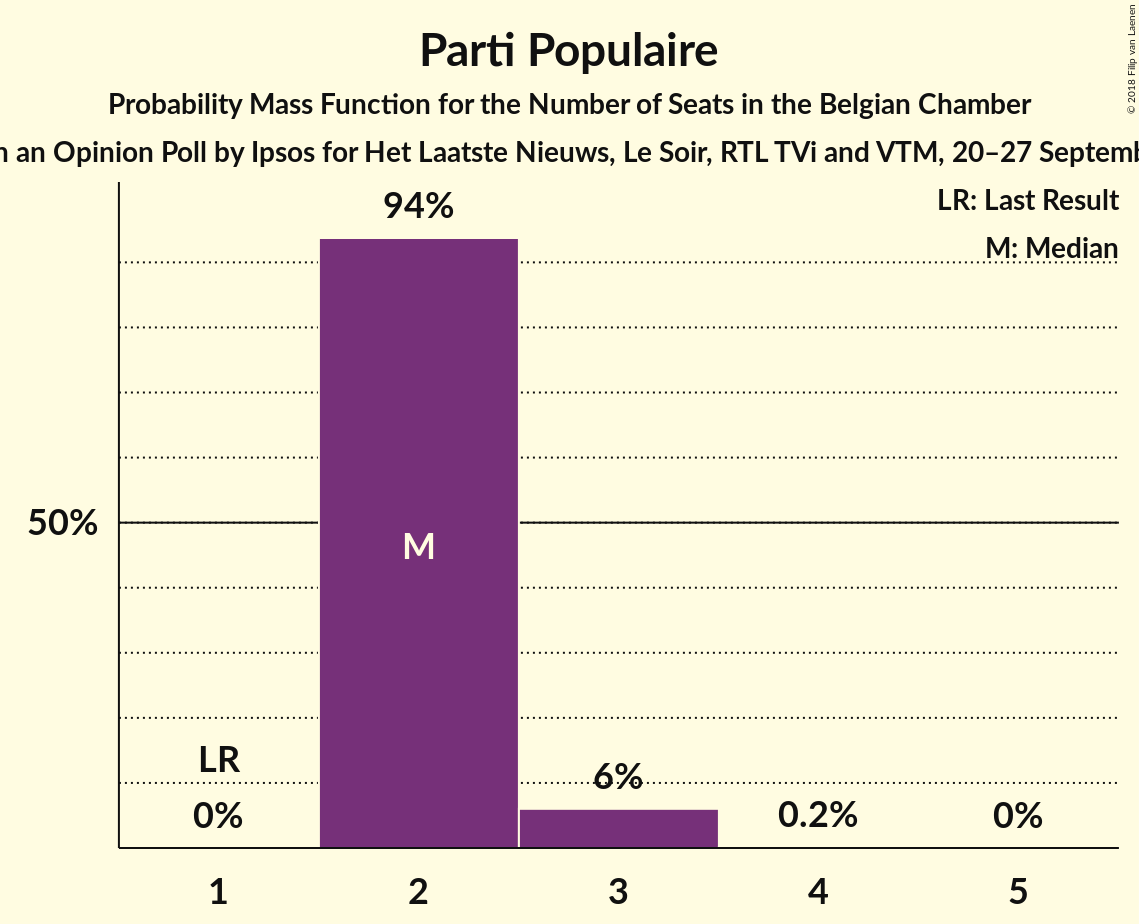 Parti Populaire
Probability Mass Function for the Number of Seats in the Belgian Chamber
an Opinion Poll by Ipsos for Het Laatste Nieuws, Le Soir, RTL TVi and VTM, 20–27
© 2018 Filip van Laenen
LR: Last Result
M: Median
94%
50%
M
LR
0%
6%
0.2%
0%
1 2 3 4 5